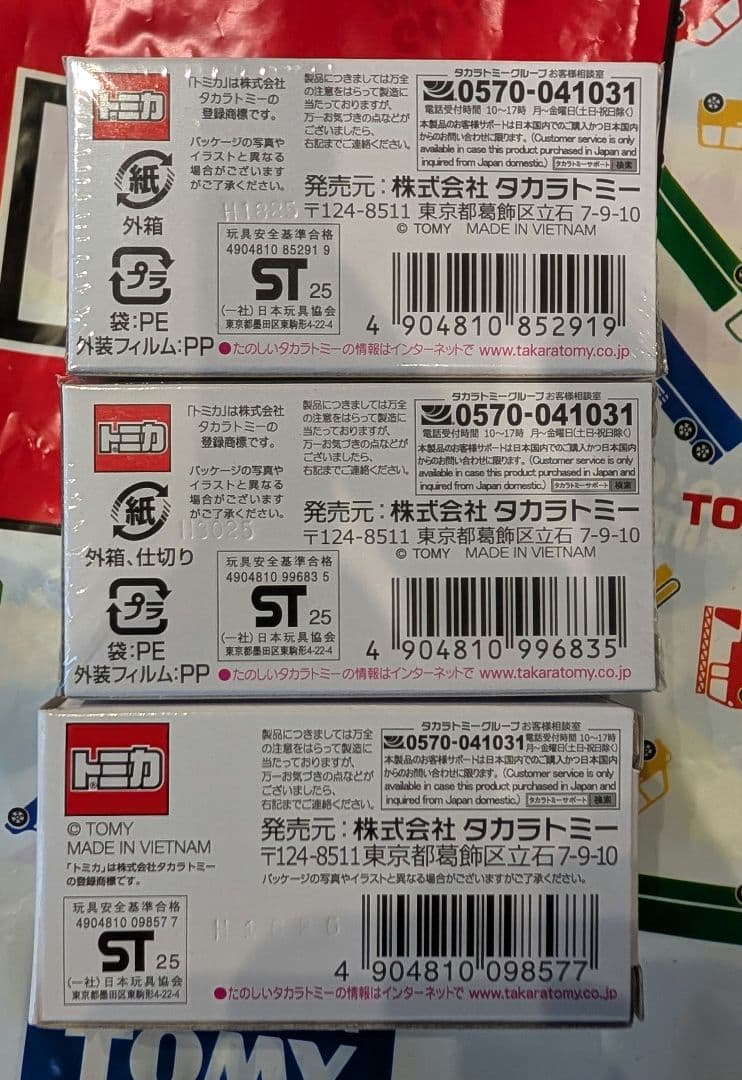 トミカ
「トミカ」は株式会社
タカラトミーの
登録商標です。
パッケージの写真や
イラストと異なる
場合がございます
がご了承ください。
製品につきましては万全
の注意をはらって製造に
当たっておりますが、
万一お気づきの点などが
ございましたら、
右記までご連絡ください。
タカラトミーグループお客様相談室
0570-041031
電話受付時間 10〜17時 月〜金曜日(土日・祝日除く)
本製品のお客様サポートは日本国内でのご購入かつ日本国内
からのお問い合わせに限ります。(Customer service is only
available in case this product purchased in Japan and
inquired from Japan domestic.) タカラトミーサポート 検索
発売元:株式会社 タカラトミー
〒124-8511 東京都葛飾区立石 7-9-10
© TOMY MADE IN VIETNAM
H1825
紙
外箱
プラ
袋:PE
外装フィルム:PP
玩具安全基準合格
4904810 85291 9
ST 25
(一社)日本玩具協会
東京都墨田区東駒形4-22-4
4 904810 852919
●たのしいタカラトミーの情報はインターネットで www.takaratomy.co.jp
トミカ
「トミカ」は株式会社
タカラトミーの
登録商標です。
パッケージの写真や
イラストと異なる
場合がございます
がご了承ください。
製品につきましては万全
の注意をはらって製造に
当たっておりますが、
万一お気づきの点などが
ございましたら、
右記までご連絡ください。
タカラトミーグループお客様相談室
0570-041031
電話受付時間 10〜17時 月〜金曜日(土日・祝日除く)
本製品のお客様サポートは日本国内でのご購入かつ日本国内
からのお問い合わせに限ります。(Customer service is only
available in case this product purchased in Japan and
inquired from Japan domestic.) タカラトミーサポート 検索
発売元:株式会社 タカラトミー
〒124-8511 東京都葛飾区立石 7-9-10
© TOMY MADE IN VIETNAM
H3025
紙
外箱、仕切り
プラ
袋:PE
外装フィルム:PP
玩具安全基準合格
4904810 99683 5
ST 25
(一社)日本玩具協会
東京都墨田区東駒形4-22-4
4 904810 996835
●たのしいタカラトミーの情報はインターネットで www.takaratomy.co.jp
トミカ
© TOMY
MADE IN VIETNAM
「トミカ」は株式会社タカラトミー
の登録商標です。
製品につきましては万全
の注意をはらって製造に
当たっておりますが、
万一お気づきの点などが
ございましたら、
右記までご連絡ください。
タカラトミーグループお客様相談室
0570-041031 電話受付時間 10〜17時
月〜金曜日(土日・祝日除く)
本製品のお客様サポートは日本国内でのご購入かつ日本国内
からのお問い合わせに限ります。(Customer service is only
available in case this product purchased in Japan and
inquired from Japan domestic.) タカラトミーサポート 検索
発売元:株式会社 タカラトミー
〒124-8511 東京都葛飾区立石 7-9-10
パッケージの写真やイラストと異なる場合がございますがご了承ください。
玩具安全基準合格
4904810 09857 7
ST 25
(一社)日本玩具協会
東京都墨田区東駒形4-22-4
4 904810 098577
●たのしいタカラトミーの情報はインターネットで www.takaratomy.co.jp
TO
TOMY